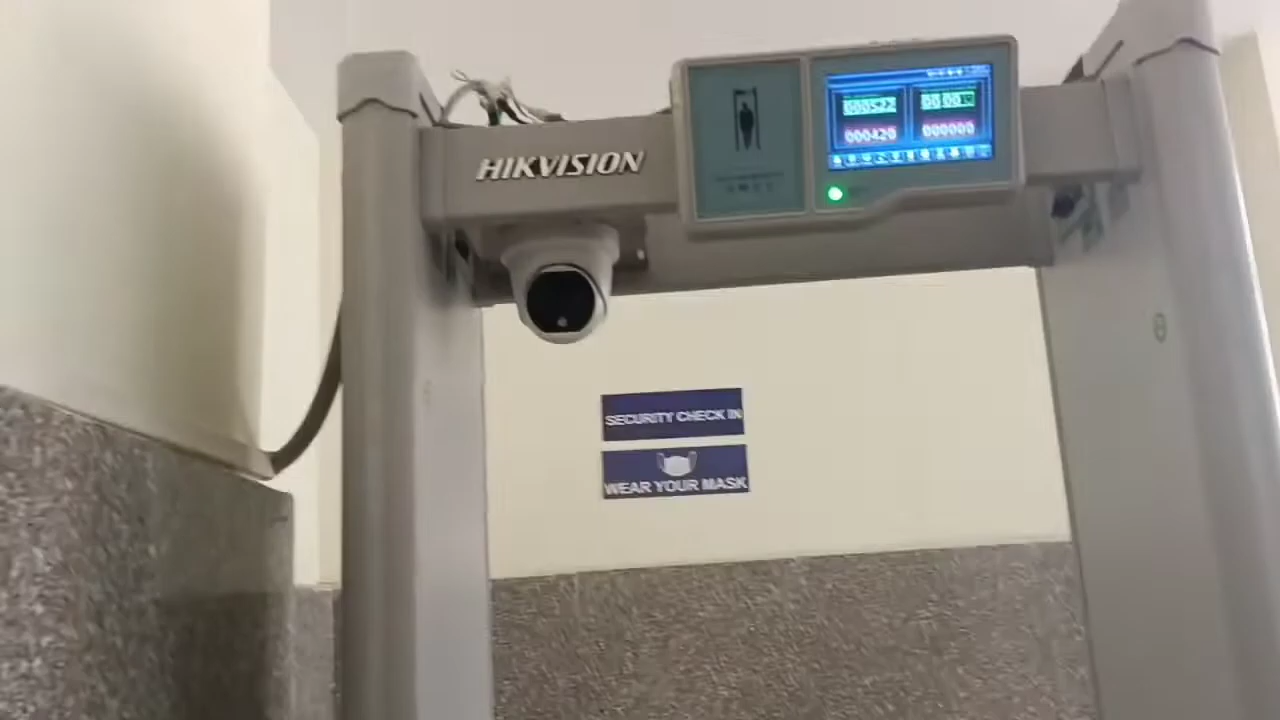 HIKVISION
000522
000420 000000
SECURITY CHECK IN
WEAR YOUR MASK